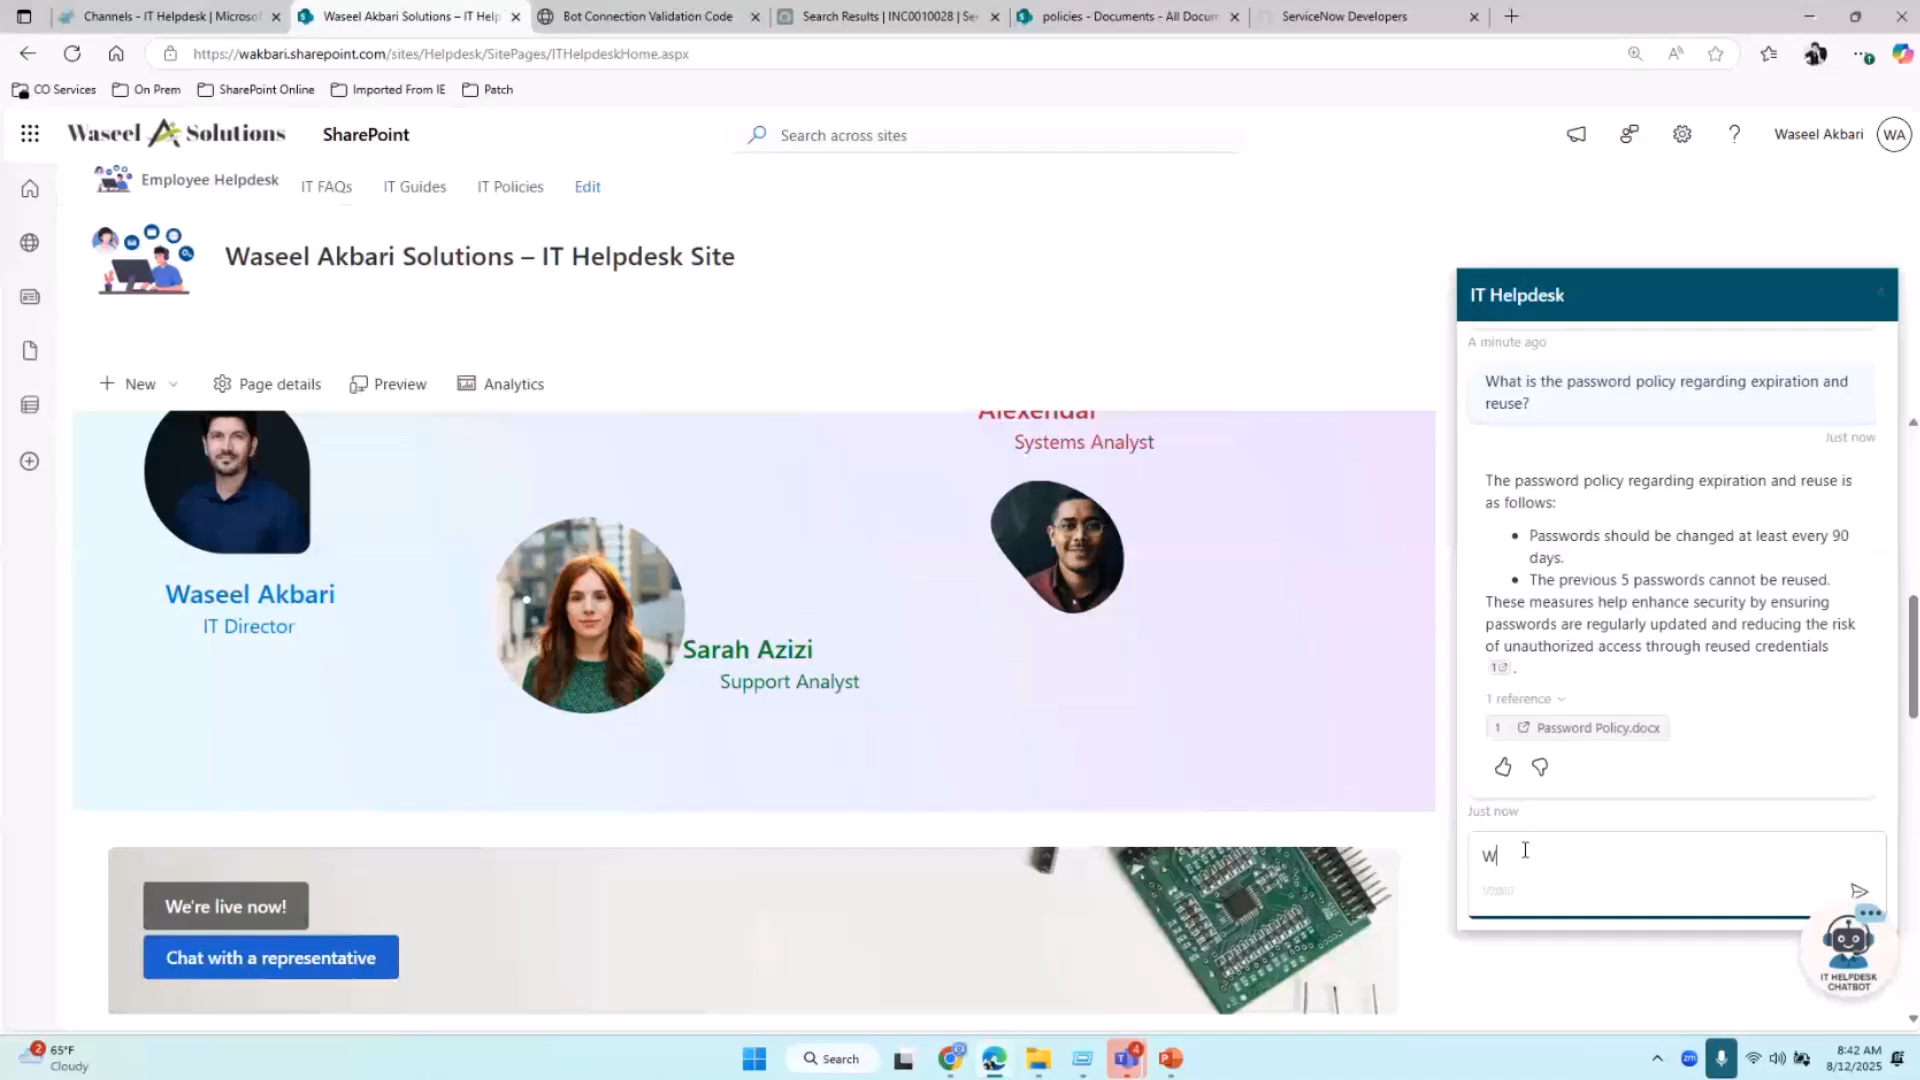 Channels - IT Helpdesk | Microsof
Waseel Akbari Solutions – IT Help
Bot Connection Validation Code
Search Results | INC0010028 | Ser
policies - Documents - All Docum
ServiceNow Developers
https://wakbari.sharepoint.com/sites/Helpdesk/SitePages/ITHelpdeskHome.aspx
CO Services
On Prem
SharePoint Online
Imported From IE
Patch
Waseel Solutions
SharePoint
Search across sites
Waseel Akbari
WA
Employee Helpdesk
IT FAQs
IT Guides
IT Policies
Edit
Waseel Akbari Solutions – IT Helpdesk Site
New
Page details
Preview
Analytics
Alexendar
Systems Analyst
Waseel Akbari
IT Director
Sarah Azizi
Support Analyst
We're live now!
Chat with a representative
IT Helpdesk
A minute ago
What is the password policy regarding expiration and
reuse?
Just now
The password policy regarding expiration and reuse is
as follows:
• Passwords should be changed at least every 90
days.
• The previous 5 passwords cannot be reused.
These measures help enhance security by ensuring
passwords are regularly updated and reducing the risk
of unauthorized access through reused credentials
1 .
1 reference
1 Password Policy.docx
Just now
W
1/2000
IT HELPDESK
CHATBOT
2
65°F
Cloudy
Search
4
zm
8:42 AM
8/12/2025